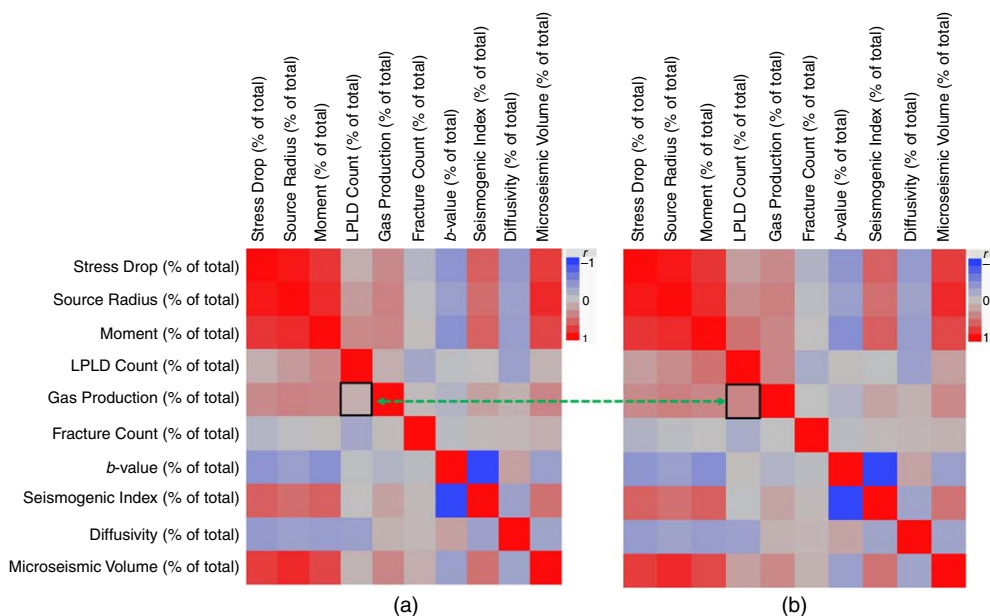 Stress Drop (% of total)
Source Radius (% of total)
Moment (% of total)
LPLD Count (% of total)
Gas Production (% of total)
Fracture Count (% of total)
b-value (% of total)
Seismogenic Index (% of total)
Diffusivity (% of total)
Microseismic Volume (% of total)
Stress Drop (% of total)
Source Radius (% of total)
Moment (% of total)
LPLD Count (% of total)
Gas Production (% of total)
Fracture Count (% of total)
b-value (% of total)
Seismogenic Index (% of total)
Diffusivity (% of total)
Microseismic Volume (% of total)
Stress Drop (% of total)
Source Radius (% of total)
Moment (% of total)
LPLD Count (% of total)
Gas Production (% of total)
Fracture Count (% of total)
b-value (% of total)
Seismogenic Index (% of total)
Diffusivity (% of total)
Microseismic Volume (% of total)
r
−1
0
1
r
−1
0
1
(a)
(b)